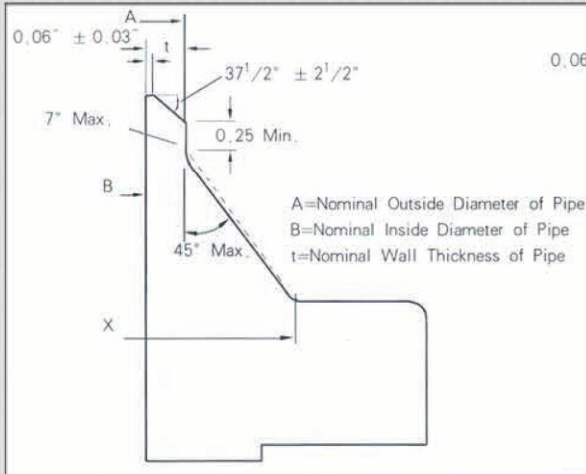 A
0.06" ± 0.03"
t
0.06
37¹/2° ± 2¹/2°
7° Max.
0.25 Min.
B
A=Nominal Outside Diameter of Pipe
B=Nominal Inside Diameter of Pipe
45° Max.
t=Nominal Wall Thickness of Pipe
X